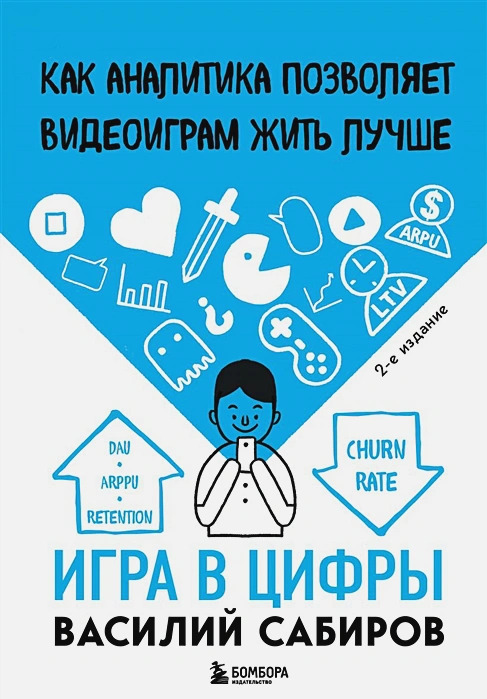 КАК АНАЛИТИКА ПОЗВОЛЯЕТ
ВИДЕОИГРАМ ЖИТЬ ЛУЧШЕ
$
ARPU
LTV
2-е издание
DAU
•
ARPPU
•
RETENTION
CHURN
RATE
ИГРА В ЦИФРЫ
ВАСИЛИЙ САБИРОВ
БОМБОРА
ИЗДАТЕЛЬСТВО